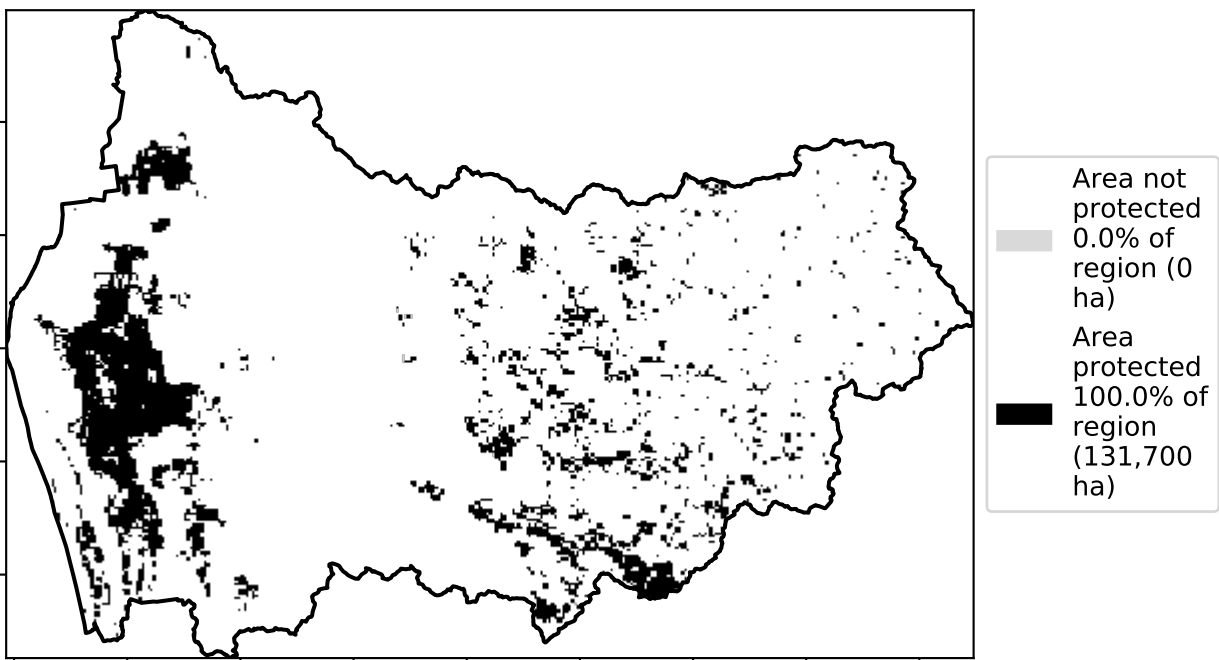 Area not
protected
0.0% of
region (0
ha)
Area
protected
100.0% of
region
(131,700
ha)